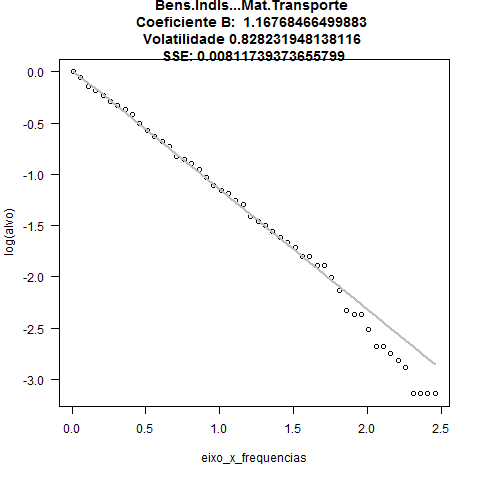 Bens.Indis...Mat.Transporte
Coeficiente B:  1.16768466499883
Volatilidade 0.828231948138116
SSE: 0.00811739373655799
0.0
-0.5
-1.0
-1.5
-2.0
-2.5
-3.0
log(alvo)
0.0 0.5 1.0 1.5 2.0 2.5
eixo_x_frequencias